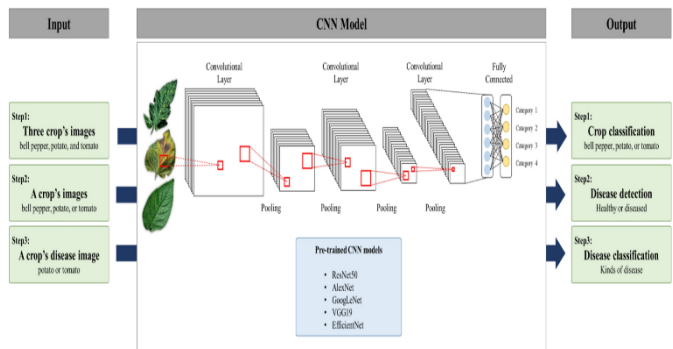 Input
CNN Model
Output
Step1:
Three crop's images
bell pepper, potato, and tomato
Step2:
A crop's images
bell pepper, potato, or tomato
Step3:
A crop's disease image
potato or tomato
Convolutional
Layer
Convolutional
Layer
Convolutional
Layer
Fully
Connected
Category 1
Category 2
Category 3
Category 4
Pooling
Pooling
Pooling
Pooling
Pre-trained CNN models
• ResNet50
• AlexNet
• GoogLeNet
• VGG19
• EfficientNet
Step1:
Crop classification
bell pepper, potato, or tomato
Step2:
Disease detection
Healthy or diseased
Step3:
Disease classification
Kinds of disease